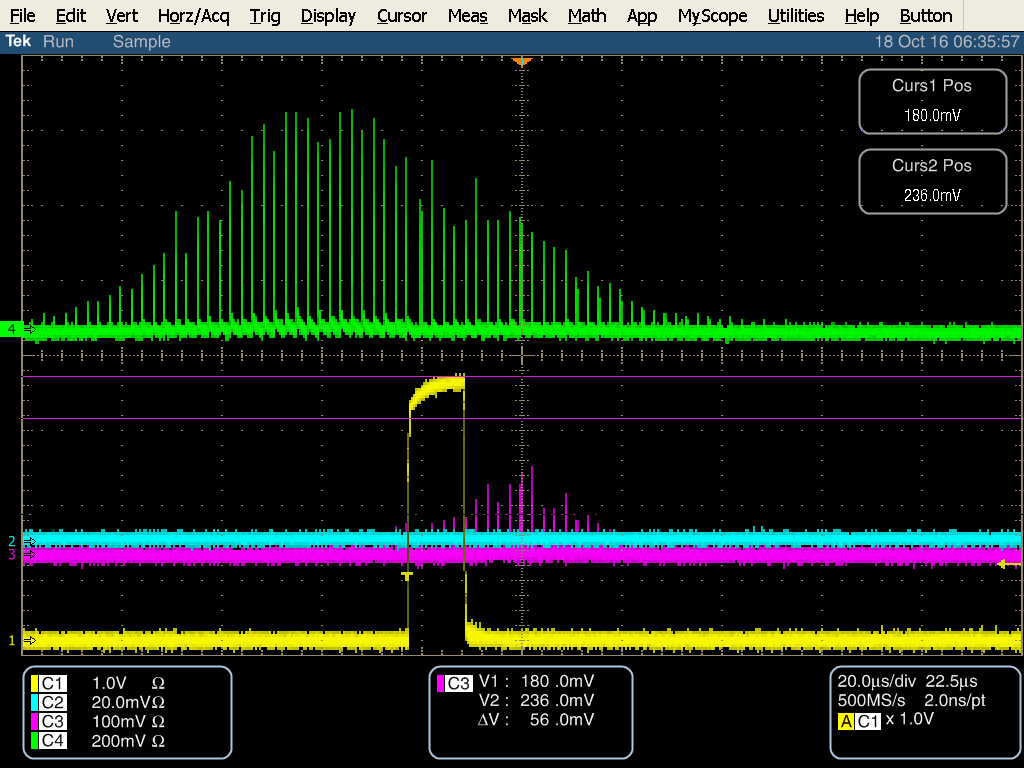 File Edit Vert Horz/Acq Trig Display Cursor Meas Mask Math App MyScope Utilities Help Button
Tek Run Sample 18 Oct 16 06:35:57
Curs1 Pos
180.0mV
Curs2 Pos
236.0mV
4
2
3
1
C1 1.0V Ω
C2 20.0mVΩ
C3 100mV Ω
C4 200mV Ω
C3 V1 : 180 .0mV
V2 : 236 .0mV
ΔV : 56 .0mV
20.0µs/div 22.5µs
500MS/s 2.0ns/pt
A C1 x 1.0V